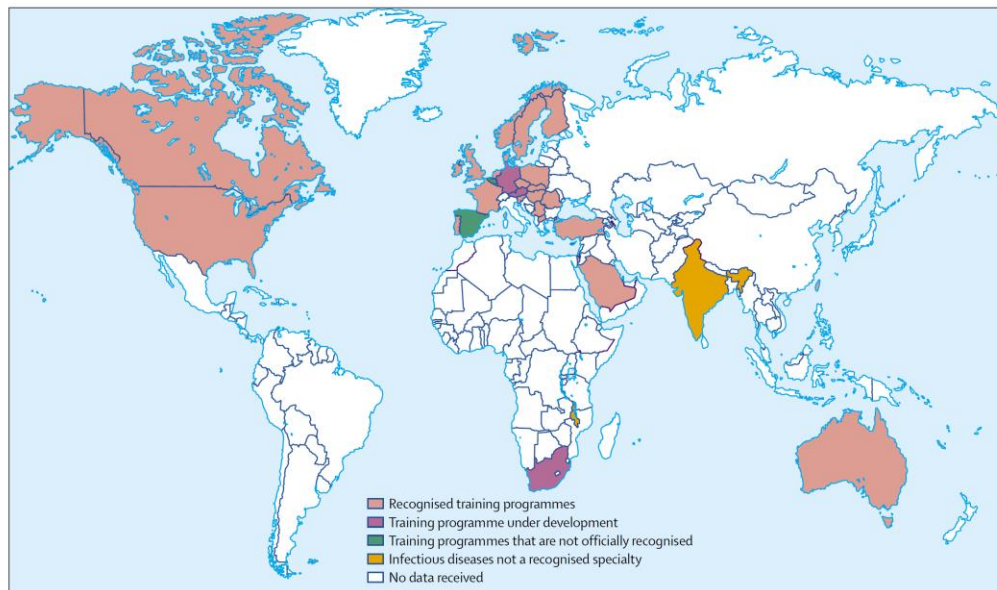 Recognised training programmes
Training programme under development
Training programmes that are not officially recognised
Infectious diseases not a recognised specialty
No data received